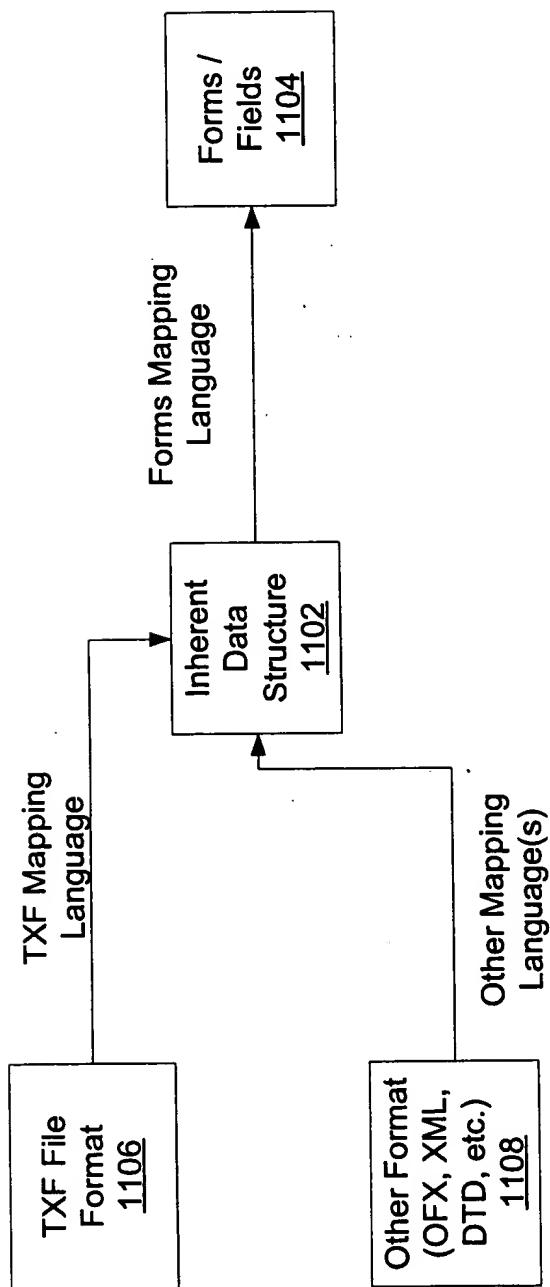 TXF File
Format
1106
TXF Mapping
Language
Other Format
(OFX, XML,
DTD, etc.)
1108
Other Mapping
Language(s)
Inherent
Data
Structure
1102
Forms Mapping
Language
Forms /
Fields
1104